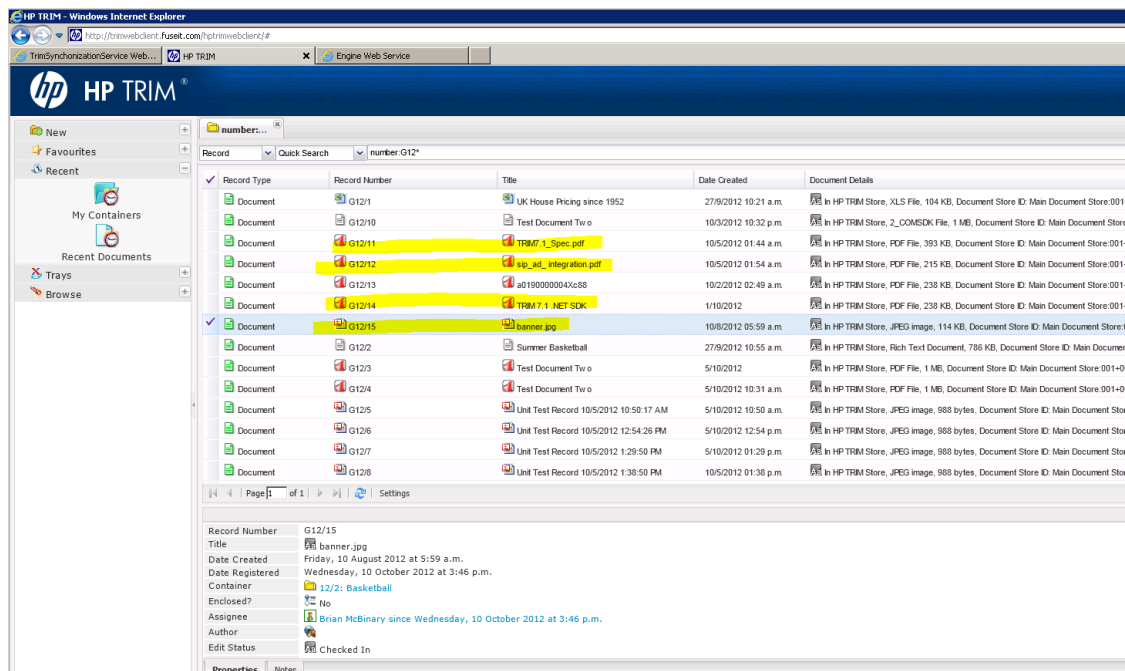 HP TRIM - Windows Internet Explorer
http://trimwebclient.fuseit.com/hptrimwebclient/#
TrimSynchonizationService Web... HP TRIM X Engine Web Service
hp HP TRIM ®
New
Favourites
Recent
My Containers
Recent Documents
Trays
Browse
number:...
Record Quick Search number:G12*
Record Type Record Number Title Date Created Document Details
Document G12/1 UK House Pricing since 1952 27/9/2012 10:21 a.m. In HP TRIM Store, XLS File, 104 KB, Document Store ID: Main Document Store:001
Document G12/10 Test Document Two 10/3/2012 10:32 p.m. In HP TRIM Store, 2_COMSDK File, 1 MB, Document Store ID: Main Document Store
Document G12/11 TRIM7.1_Spec.pdf 10/5/2012 01:44 a.m. In HP TRIM Store, PDF File, 393 KB, Document Store ID: Main Document Store:001
Document G12/12 sip_ad_integration.pdf 10/5/2012 01:54 a.m. In HP TRIM Store, PDF File, 215 KB, Document Store ID: Main Document Store:001
Document G12/13 a0190000004Xc88 10/2/2012 02:49 a.m. In HP TRIM Store, PDF File, 238 KB, Document Store ID: Main Document Store:001
Document G12/14 TRIM 7.1 .NET SDK 1/10/2012 In HP TRIM Store, PDF File, 238 KB, Document Store ID: Main Document Store:001
Document G12/15 banner.jpg 10/8/2012 05:59 a.m. In HP TRIM Store, JPEG image, 114 KB, Document Store ID: Main Document Store:
Document G12/2 Summer Basketball 27/9/2012 10:55 a.m. In HP TRIM Store, Rich Text Document, 786 KB, Document Store ID: Main Documen
Document G12/3 Test Document Two 5/10/2012 In HP TRIM Store, PDF File, 1 MB, Document Store ID: Main Document Store:001+0
Document G12/4 Test Document Two 5/10/2012 10:31 a.m. In HP TRIM Store, PDF File, 1 MB, Document Store ID: Main Document Store:001+0
Document G12/5 Unit Test Record 10/5/2012 10:50:17 AM 5/10/2012 10:50 a.m. In HP TRIM Store, JPEG image, 988 bytes, Document Store ID: Main Document Sto
Document G12/6 Unit Test Record 10/5/2012 12:54:26 PM 5/10/2012 12:54 p.m. In HP TRIM Store, JPEG image, 988 bytes, Document Store ID: Main Document Sto
Document G12/7 Unit Test Record 10/5/2012 1:29:50 PM 5/10/2012 01:29 p.m. In HP TRIM Store, JPEG image, 988 bytes, Document Store ID: Main Document Sto
Document G12/8 Unit Test Record 10/5/2012 1:38:50 PM 10/5/2012 01:38 p.m. In HP TRIM Store, JPEG image, 988 bytes, Document Store ID: Main Document Sto
Page 1 of 1 Settings
Record Number G12/15
Title banner.jpg
Date Created Friday, 10 August 2012 at 5:59 a.m.
Date Registered Wednesday, 10 October 2012 at 3:46 p.m.
Container 12/2: Basketball
Enclosed? No
Assignee Brian McBinary since Wednesday, 10 October 2012 at 3:46 p.m.
Author
Edit Status Checked In
Properties Notes